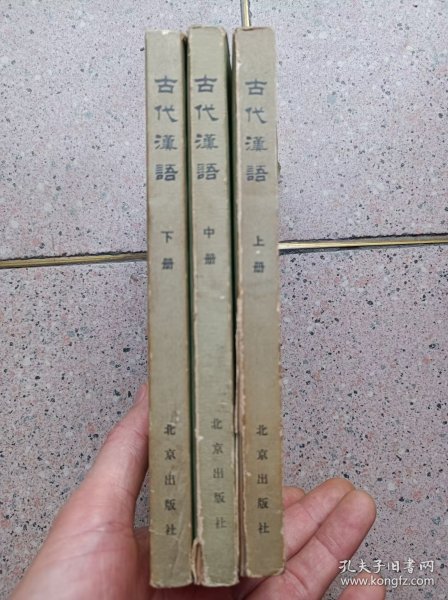 古代漢語
下册
北京出版社
古代漢語
中册
北京出版社
古代漢語
上册
北京出版社
孔夫子旧书网
www.kongfz.com